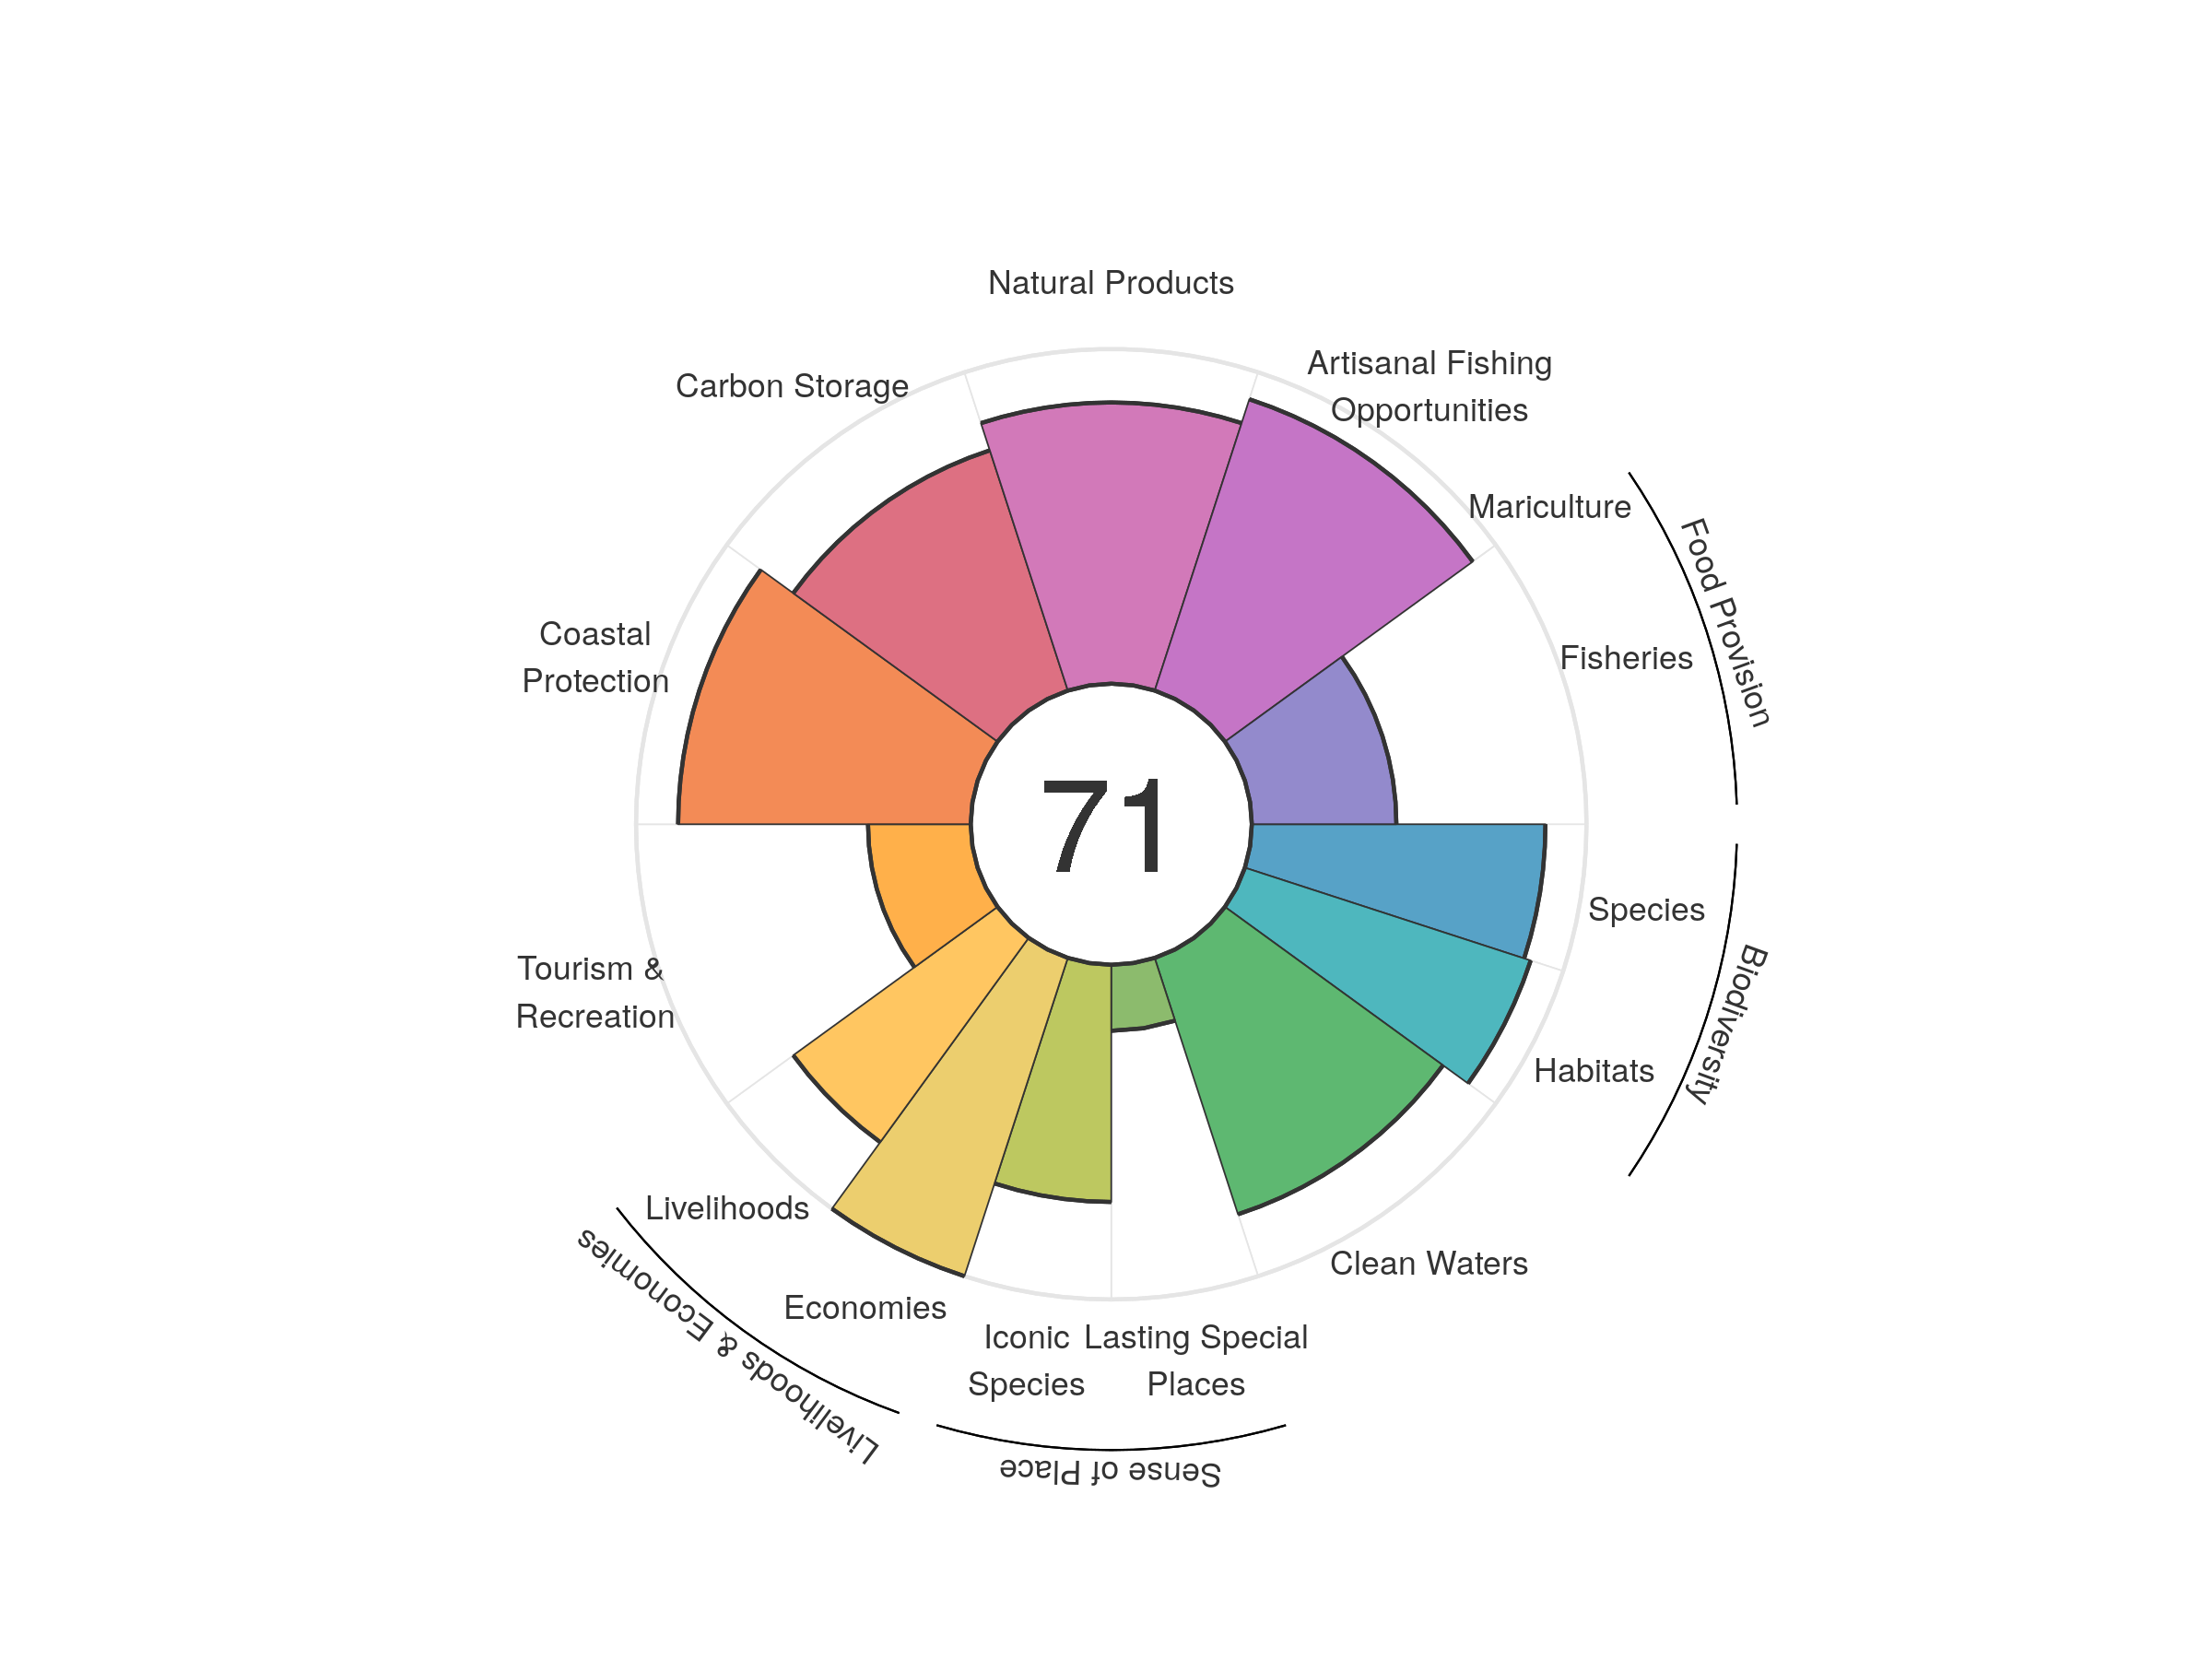 Natural Products
Artisanal Fishing
Opportunities
Carbon Storage
Mariculture
Food Provision
Fisheries
Coastal
Protection
71
Species
Biodiversity
Tourism &
Recreation
Habitats
Livelihoods
Clean Waters
Economies
Livelihoods & Economies
Iconic
Species
Lasting Special
Places
Sense of Place